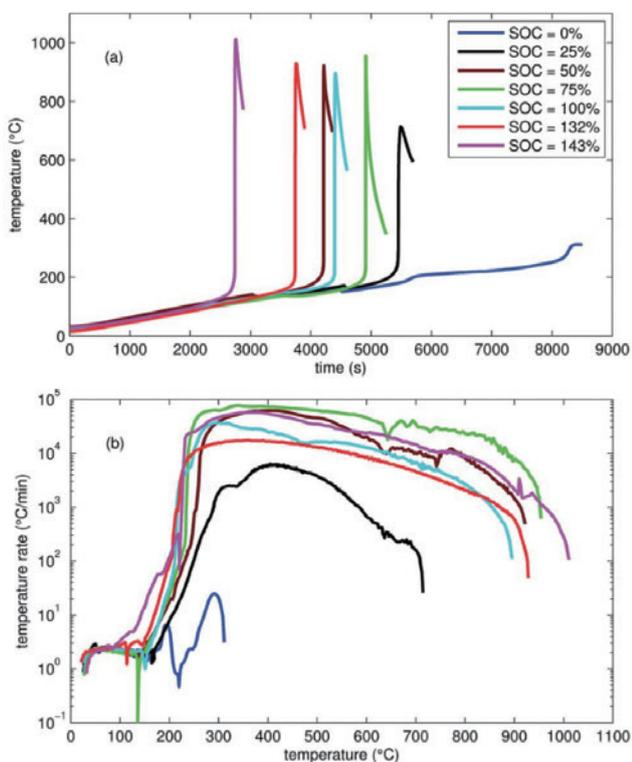 (a)
SOC = 0%
SOC = 25%
SOC = 50%
SOC = 75%
SOC = 100%
SOC = 132%
SOC = 143%
1000
800
600
400
200
0
temperature (°C)
0 1000 2000 3000 4000 5000 6000 7000 8000 9000
time (s)
(b)
10^5
10^4
10^3
10^2
10^1
10^0
10^-1
temperature rate (°C/min)
0 100 200 300 400 500 600 700 800 900 1000 1100
temperature (°C)